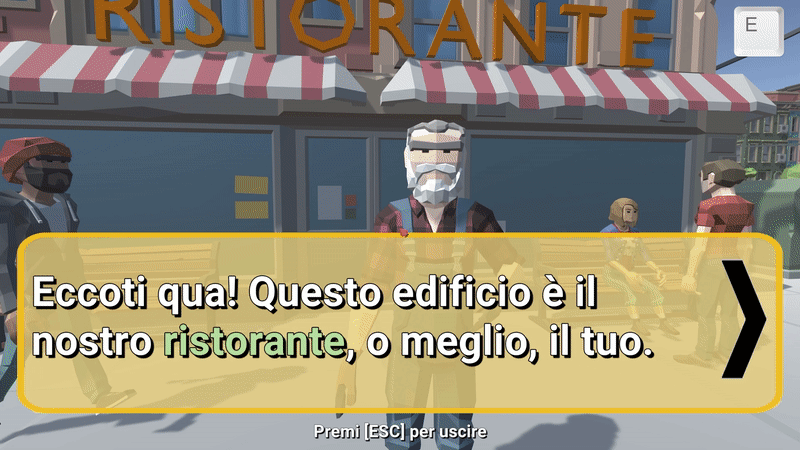 RISTORANTE
E
Eccoti qua! Questo edificio è il
nostro ristorante, o meglio, il tuo.
Premi [ESC] per uscire